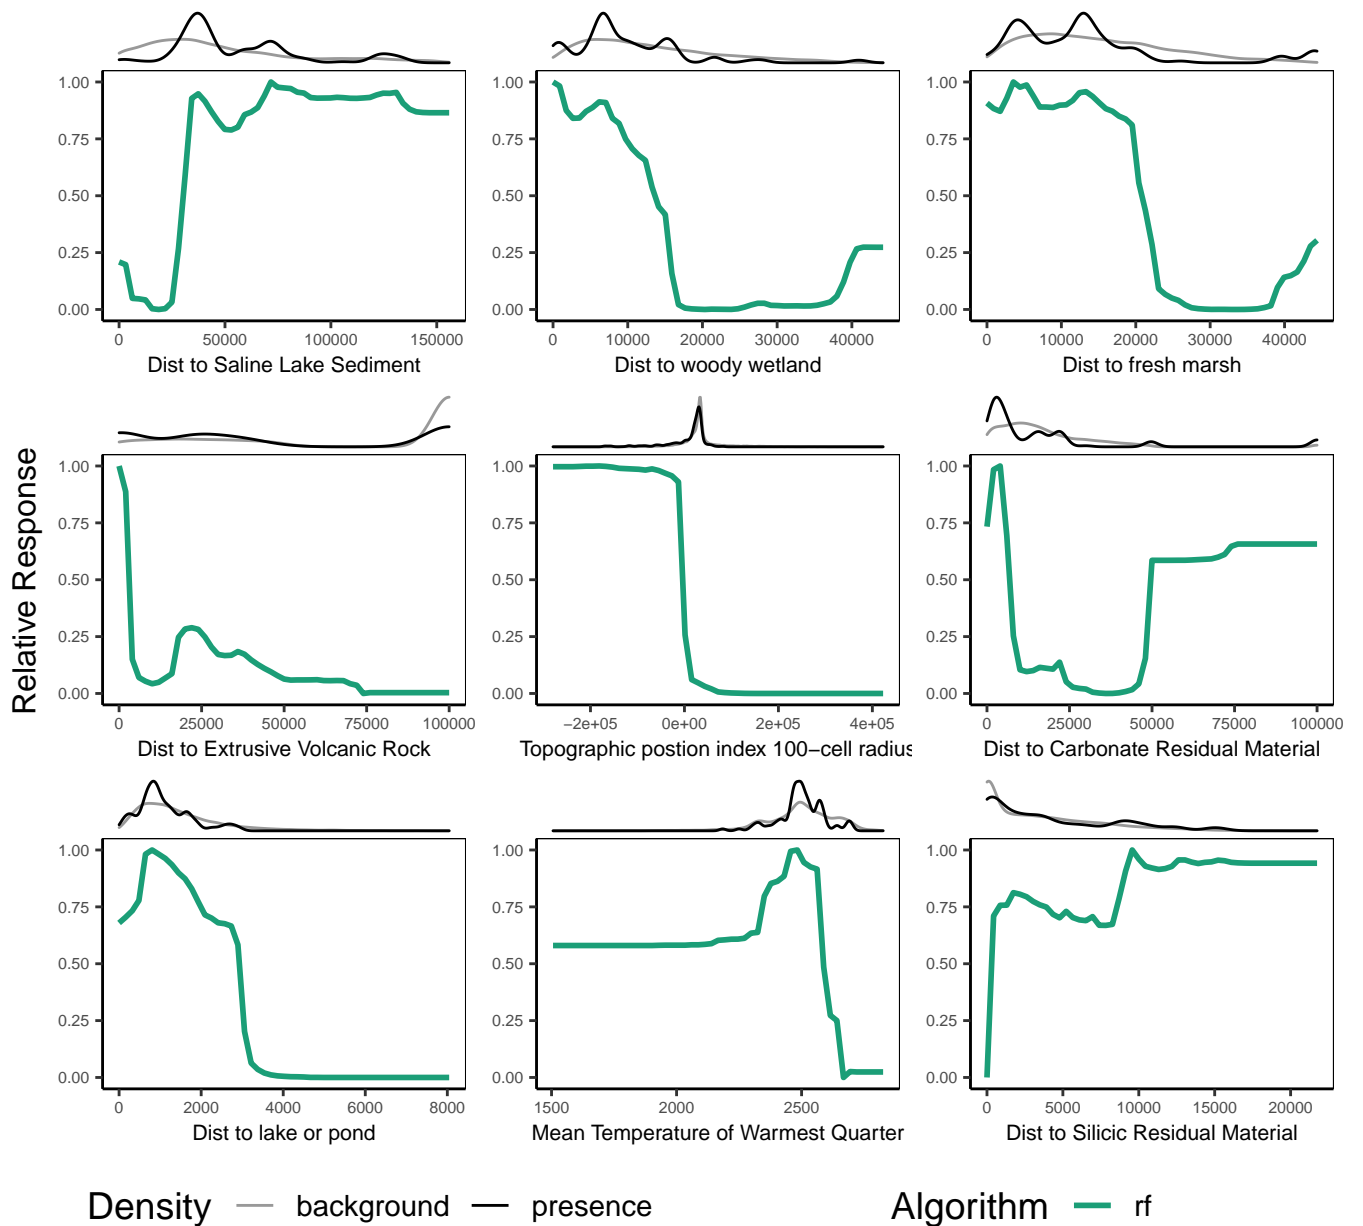 1.00
0.75
0.50
0.25
0.00
0 50000 100000 150000
Dist to Saline Lake Sediment
0 10000 20000 30000 40000
Dist to woody wetland
1.00
0.75
0.50
0.25
0.00
0 10000 20000 30000 40000
Dist to fresh marsh
1.00
0.75
0.50
0.25
0.00
Relative Response
1.00
0.75
0.50
0.25
0.00
0 25000 50000 75000 100000
Dist to Extrusive Volcanic Rock
1.00
0.75
0.50
0.25
0.00
−2e+05 0e+00 2e+05 4e+05
Topographic postion index 100−cell radius
1.00
0.75
0.50
0.25
0.00
0 25000 50000 75000 100000
Dist to Carbonate Residual Material
1.00
0.75
0.50
0.25
0.00
0 2000 4000 6000 8000
Dist to lake or pond
1.00
0.75
0.50
0.25
0.00
1500 2000 2500
Mean Temperature of Warmest Quarter
1.00
0.75
0.50
0.25
0.00
0 5000 10000 15000 20000
Dist to Silicic Residual Material
Density background presence Algorithm rf